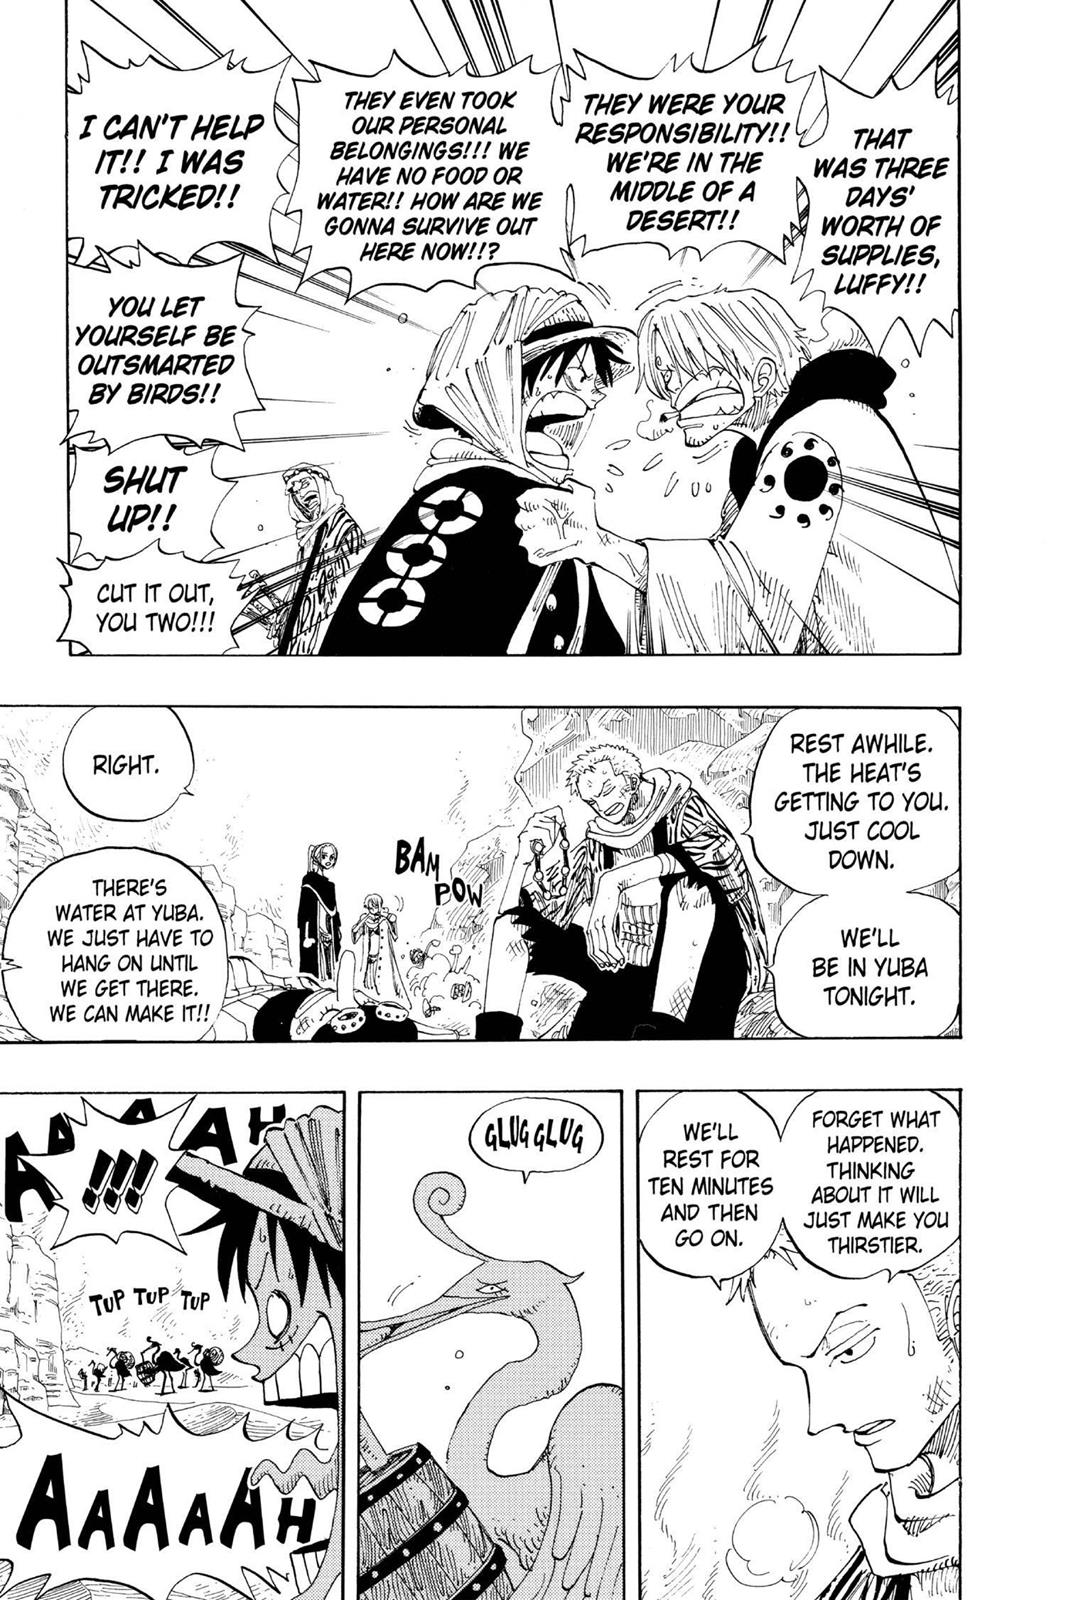 THAT
WAS THREE
DAYS'
WORTH OF
SUPPLIES,
LUFFY!!
THEY WERE YOUR
RESPONSIBILITY!!
WE'RE IN THE
MIDDLE OF A
DESERT!!
THEY EVEN TOOK
OUR PERSONAL
BELONGINGS!!! WE
HAVE NO FOOD OR
WATER!! HOW ARE WE
GONNA SURVIVE OUT
HERE NOW!!?
I CAN'T HELP
IT!! I WAS
TRICKED!!
YOU LET
YOURSELF BE
OUTSMARTED
BY BIRDS!!
SHUT
UP!!
CUT IT OUT,
YOU TWO!!!
REST AWHILE.
THE HEAT'S
GETTING TO YOU.
JUST COOL
DOWN.
WE'LL
BE IN YUBA
TONIGHT.
BAM
POW
RIGHT.
THERE'S
WATER AT YUBA.
WE JUST HAVE TO
HANG ON UNTIL
WE GET THERE.
WE CAN MAKE IT!!
FORGET WHAT
HAPPENED.
THINKING
ABOUT IT WILL
JUST MAKE YOU
THIRSTIER.
WE'LL
REST FOR
TEN MINUTES
AND THEN
GO ON.
GLUG GLUG
AAAAAH
!!!
TUP TUP TUP
AAAAAAH